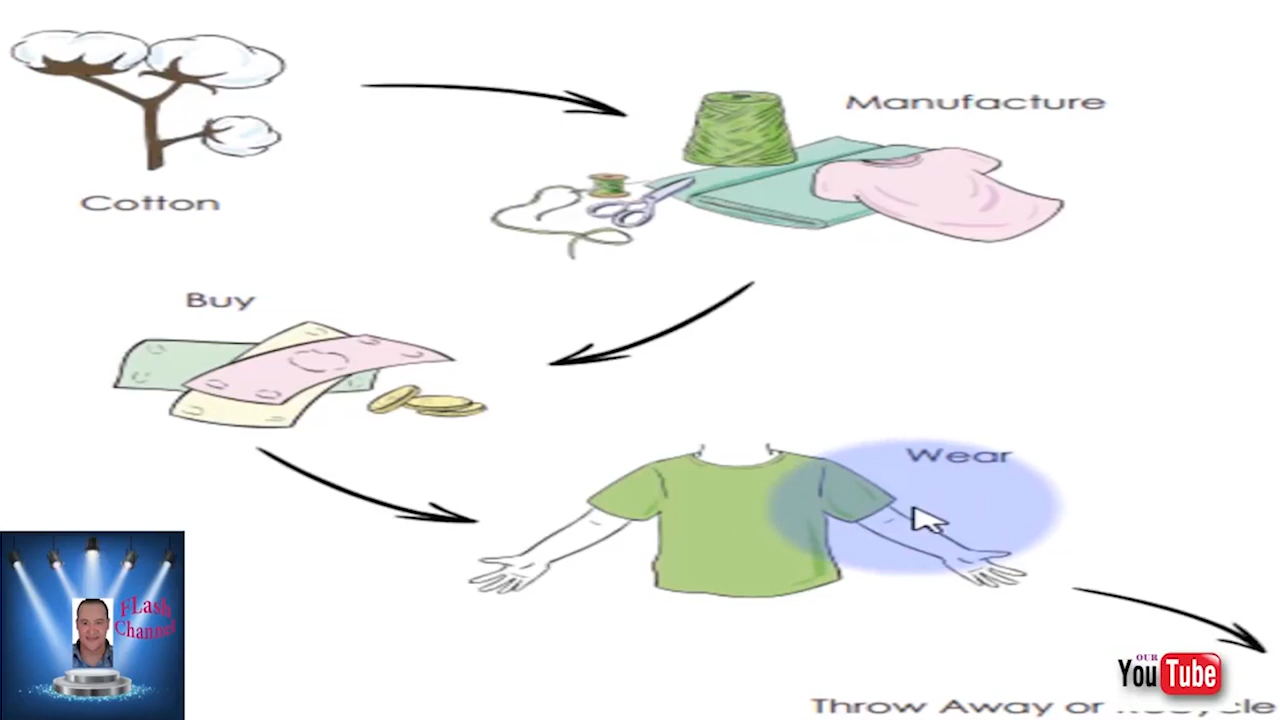 Manufacture
Cotton
Buy
Wear
FLash
Channel
OUR
YouTube
Throw Away or